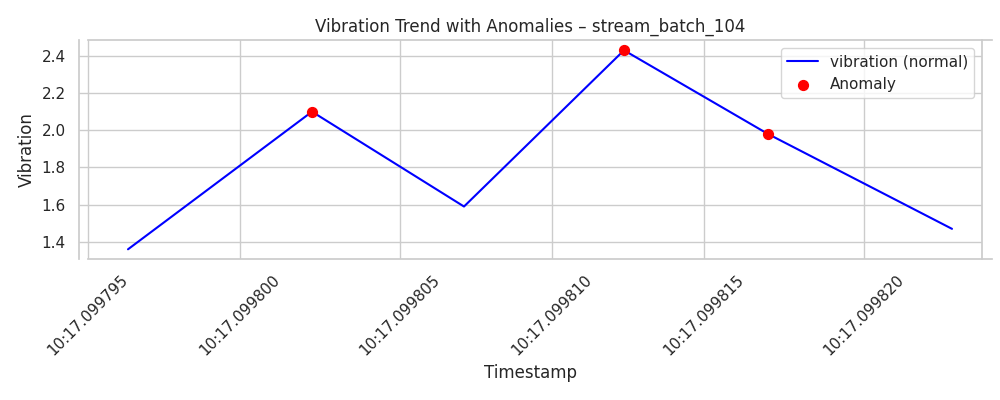 Vibration Trend with Anomalies – stream_batch_104
vibration (normal)
Anomaly
Vibration
2.4
2.2
2.0
1.8
1.6
1.4
10:17.099795
10:17.099800
10:17.099805
10:17.099810
10:17.099815
10:17.099820
Timestamp